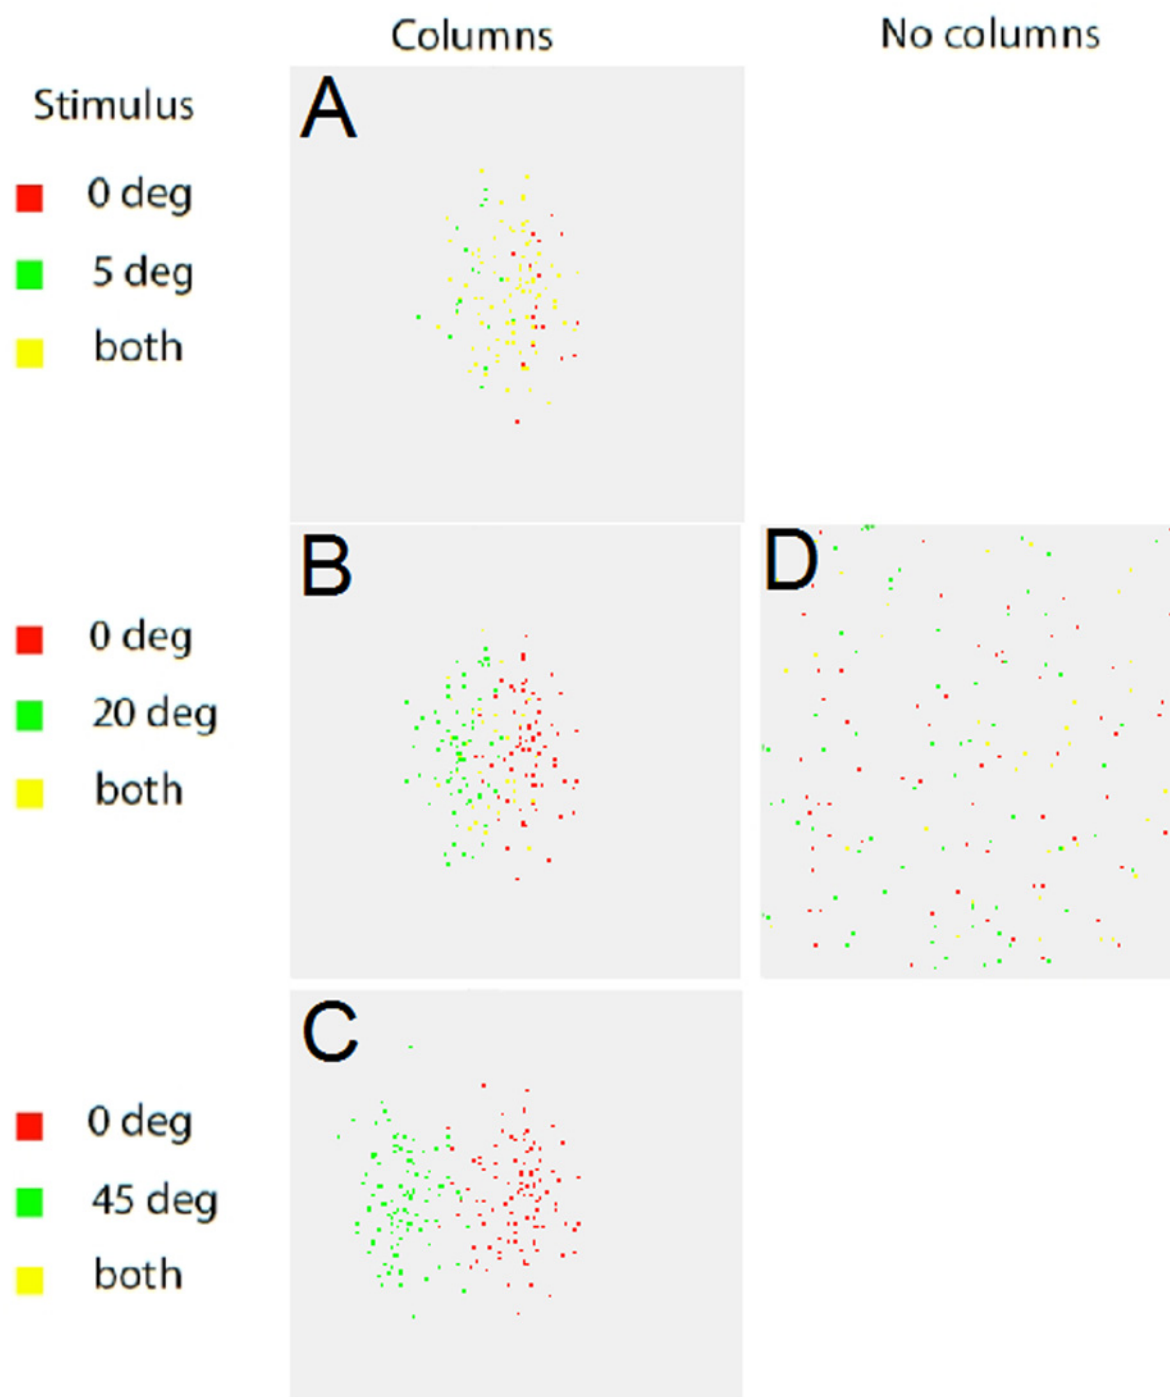 Columns
No columns
Stimulus
A
0 deg
5 deg
both
B
D
0 deg
20 deg
both
C
0 deg
45 deg
both